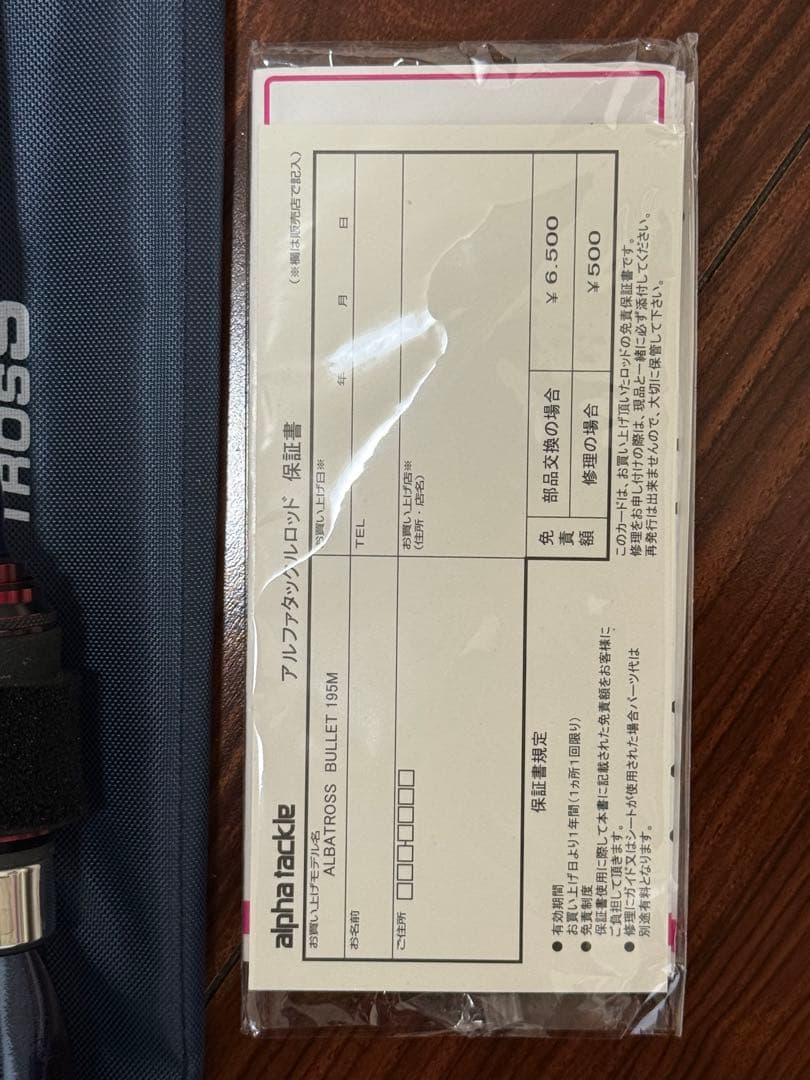 TROSS
alpha tackle
アルファタックルロッド 保証書
(※欄は販売店で記入)
お買い上げモデル名
ALBATROSS BULLET 195M
お買い上げ日※
年 月 日
お名前
TEL
ご住所
□□□-□□□□
お買い上げ店※
(住所・店名)
免責額
部品交換の場合
¥6.500
修理の場合
¥500
保証書規定
● 有効期間
お買い上げ日より1年間(1ヵ所1回限り)
● 免責制度
保証書使用に際して本書に記載された免責額をお客様に
ご負担して頂きます。
● 修理にガイド又はシートが使用された場合パーツ代は
別途有料となります。
このカードは、お買い上げ頂いたロッドの免責保証書です。
修理をお申し付けの際は、現品と一緒に必ず添付してください。
再発行は出来ませんので、大切に保管して下さい。